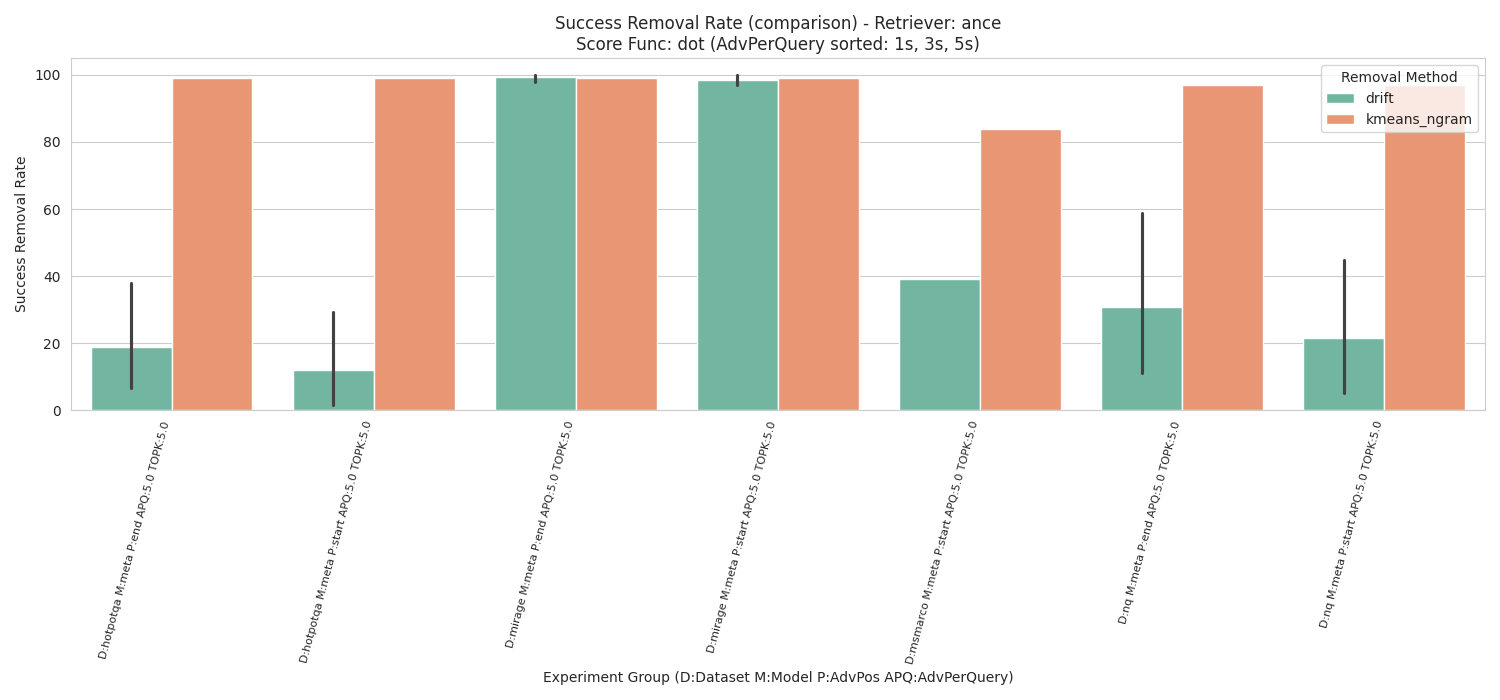 Success Removal Rate (comparison) - Retriever: ance
Score Func: dot (AdvPerQuery sorted: 1s, 3s, 5s)
Removal Method
drift
kmeans_ngram
Success Removal Rate
100
80
60
40
20
0
D:hotpotqa M:meta P:end APQ:5.0 TOPK:5.0
D:hotpotqa M:meta P:start APQ:5.0 TOPK:5.0
D:mirage M:meta P:end APQ:5.0 TOPK:5.0
D:mirage M:meta P:start APQ:5.0 TOPK:5.0
D:msmarco M:meta P:start APQ:5.0 TOPK:5.0
D:nq M:meta P:end APQ:5.0 TOPK:5.0
D:nq M:meta P:start APQ:5.0 TOPK:5.0
Experiment Group (D:Dataset M:Model P:AdvPos APQ:AdvPerQuery)